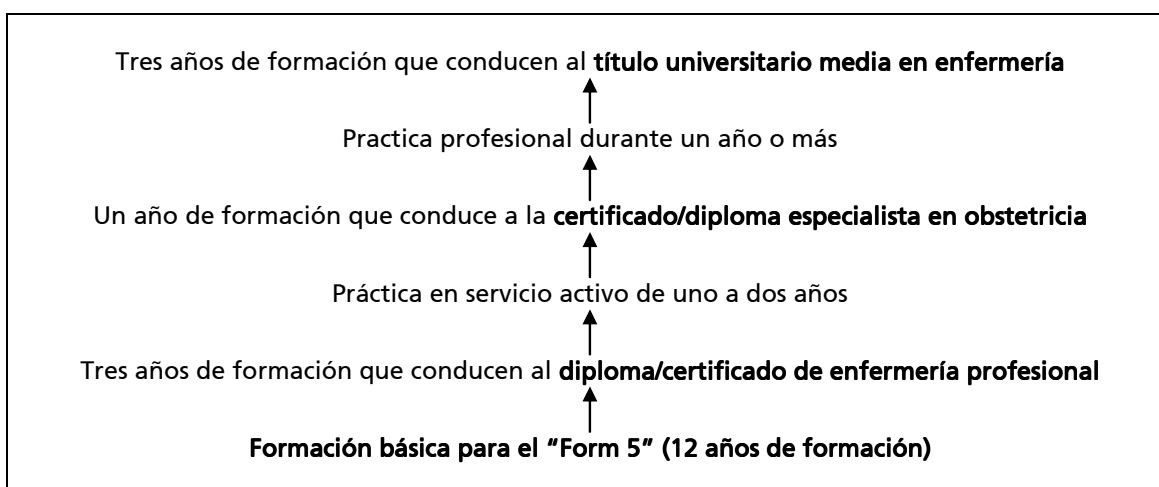 Tres años de formación que conducen al título universitario media en enfermería
Practica profesional durante un año o más
Un año de formación que conduce a la certificado/diploma especialista en obstetricia
Práctica en servicio activo de uno a dos años
Tres años de formación que conducen al diploma/certificado de enfermería profesional
Formación básica para el "Form 5" (12 años de formación)